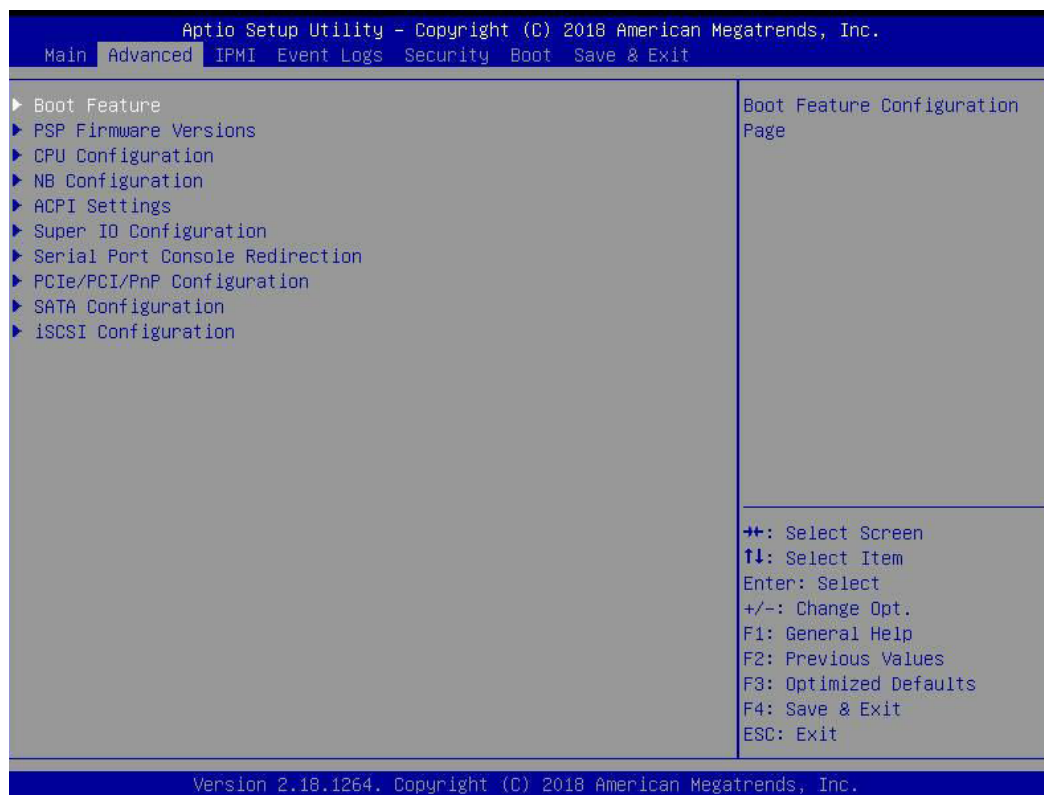 Aptio Setup Utility – Copyright (C) 2018 American Megatrends, Inc.
Main Advanced IPMI Event Logs Security Boot Save & Exit
▶ Boot Feature
▶ PSP Firmware Versions
▶ CPU Configuration
▶ NB Configuration
▶ ACPI Settings
▶ Super IO Configuration
▶ Serial Port Console Redirection
▶ PCIe/PCI/PnP Configuration
▶ SATA Configuration
▶ iSCSI Configuration
Boot Feature Configuration
Page
→←: Select Screen
↑↓: Select Item
Enter: Select
+/-: Change Opt.
F1: General Help
F2: Previous Values
F3: Optimized Defaults
F4: Save & Exit
ESC: Exit
Version 2.18.1264. Copyright (C) 2018 American Megatrends, Inc.